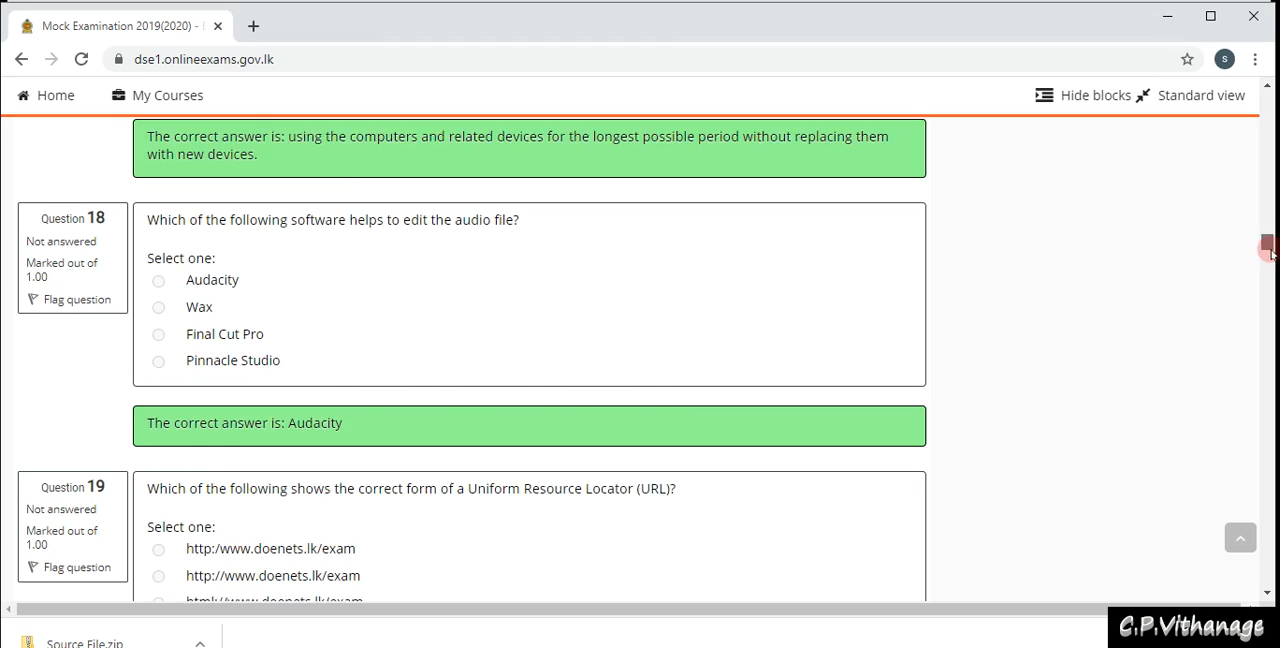 Mock Examination 2019(2020) -
dse1.onlineexams.gov.lk
S
Home
My Courses
Hide blocks
Standard view
The correct answer is: using the computers and related devices for the longest possible period without replacing them
with new devices.
Question 18
Not answered
Marked out of
1.00
Flag question
Which of the following software helps to edit the audio file?
Select one:
Audacity
Wax
Final Cut Pro
Pinnacle Studio
The correct answer is: Audacity
Question 19
Not answered
Marked out of
1.00
Flag question
Which of the following shows the correct form of a Uniform Resource Locator (URL)?
Select one:
http:/www.doenets.lk/exam
http://www.doenets.lk/exam
Source File.zip
C.P.Vithanage